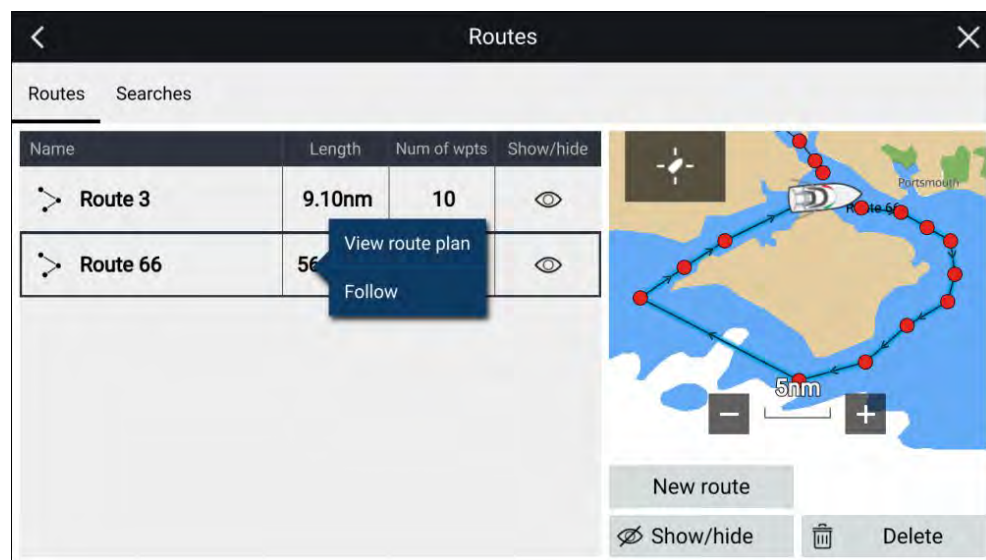 Routes
Routes Searches
Name Length Num of wpts Show/hide
Route 3 9.10nm 10
Route 66
View route plan
Follow
Portsmouth
5nm
New route
Show/hide Delete